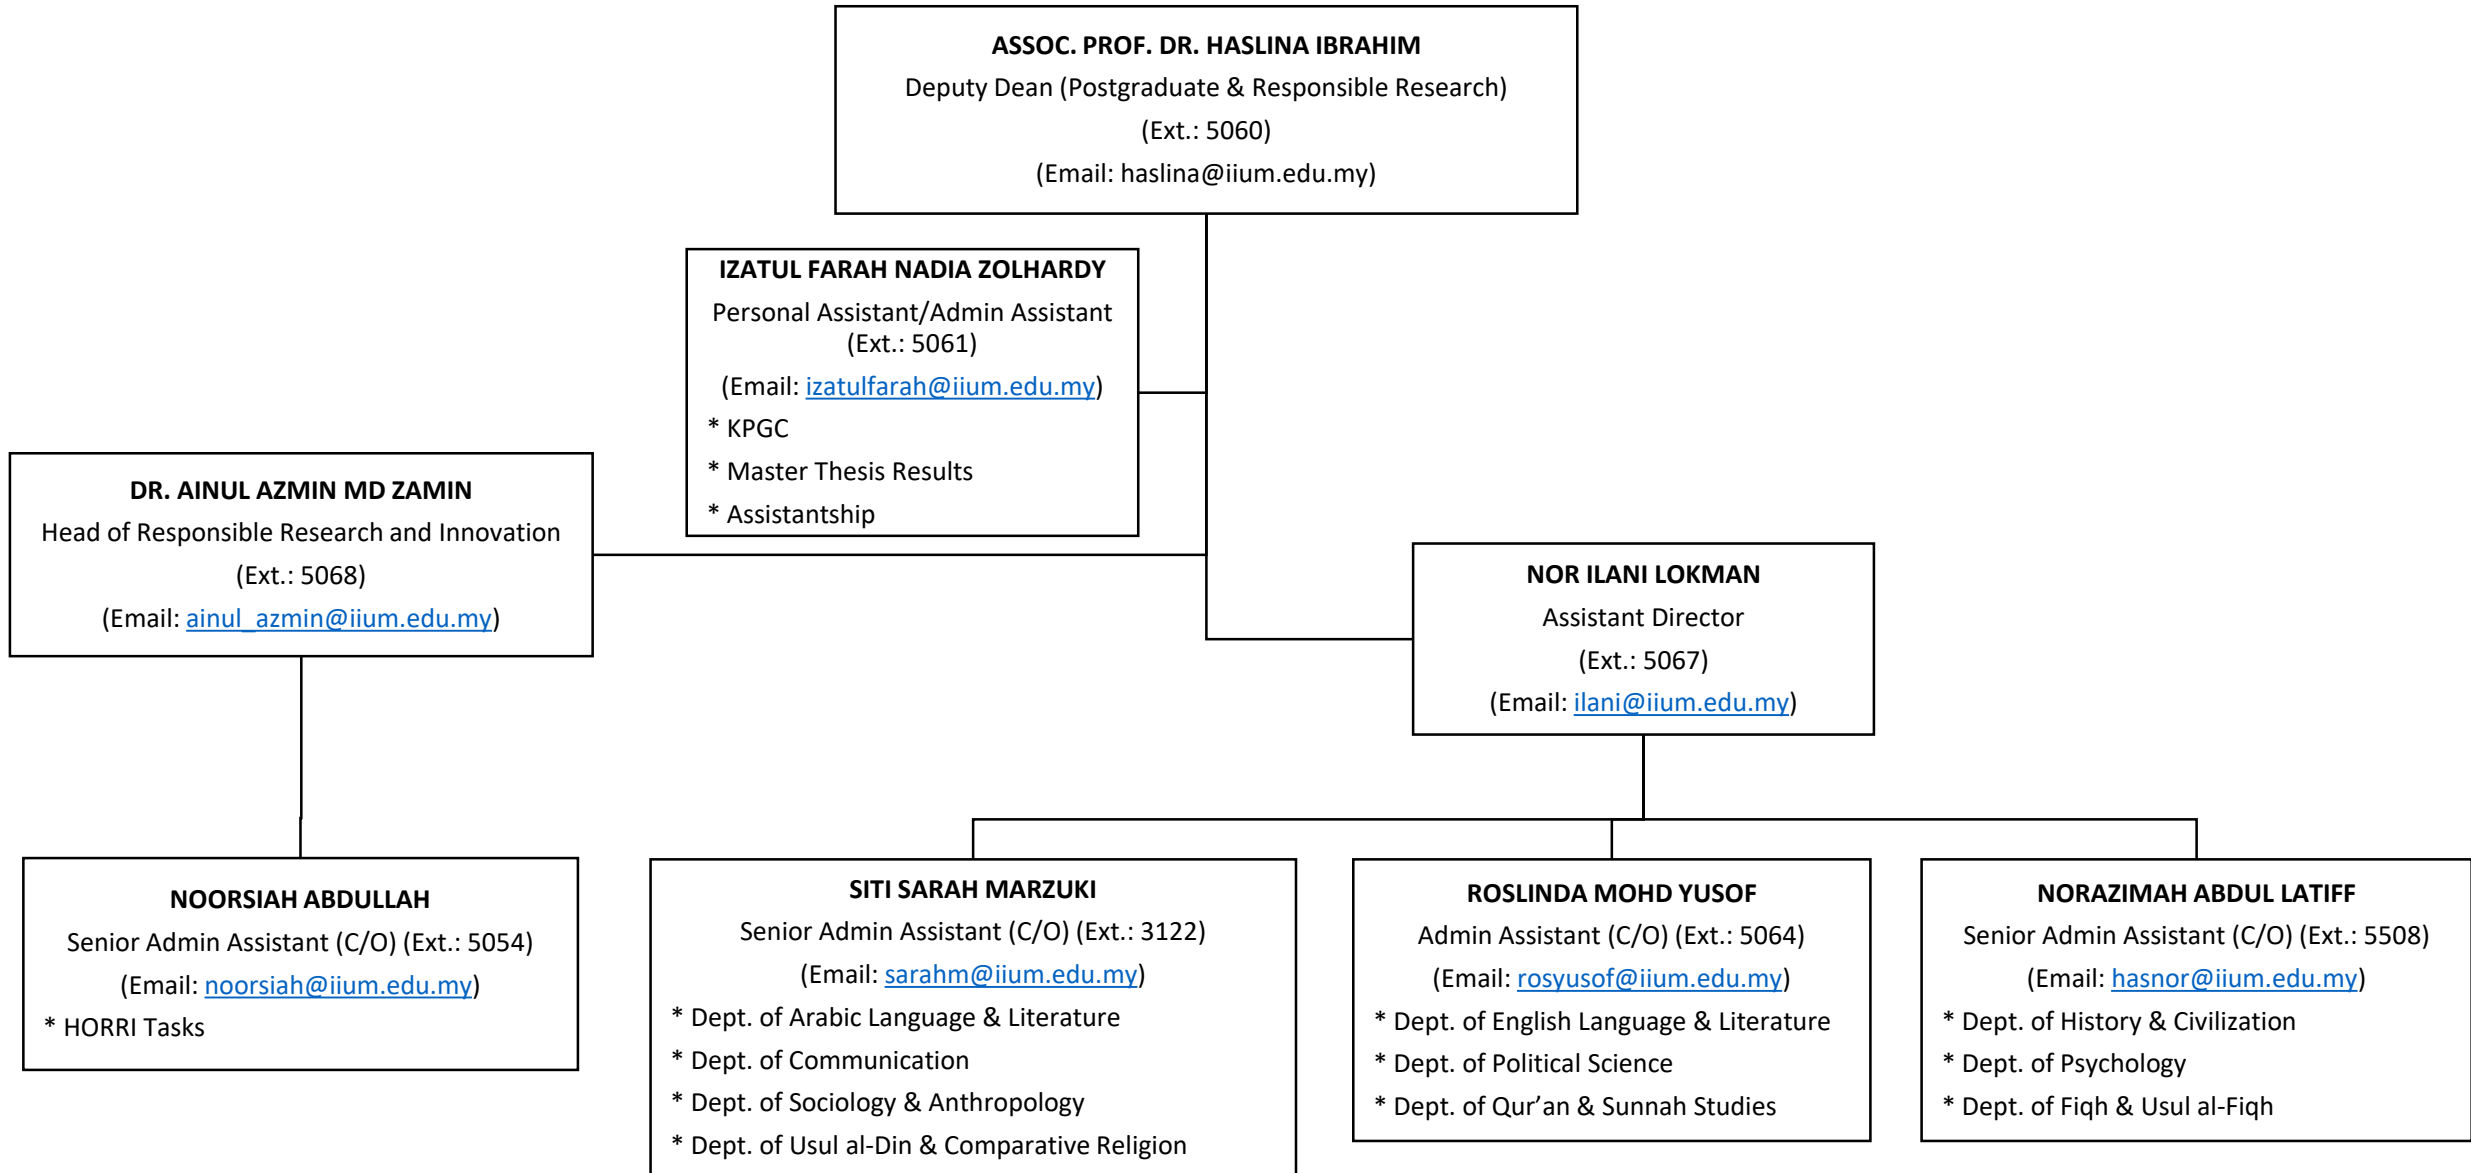 ASSOC. PROF. DR. HASLINA IBRAHIM
Deputy Dean (Postgraduate & Responsible Research)
(Ext.: 5060)
(Email: haslina@iium.edu.my)
IZATUL FARAH NADIA ZOLHARDY
Personal Assistant/Admin Assistant
(Ext.: 5061)
(Email: izatulfarah@iium.edu.my)
* KPGC
* Master Thesis Results
* Assistantship
DR. AINUL AZMIN MD ZAMIN
Head of Responsible Research and Innovation
(Ext.: 5068)
(Email: ainul_azmin@iium.edu.my)
NOR ILANI LOKMAN
Assistant Director
(Ext.: 5067)
(Email: ilani@iium.edu.my)
NOORSIAH ABDULLAH
Senior Admin Assistant (C/O) (Ext.: 5054)
(Email: noorsiah@iium.edu.my)
* HORRI Tasks
SITI SARAH MARZUKI
Senior Admin Assistant (C/O) (Ext.: 3122)
(Email: sarahm@iium.edu.my)
* Dept. of Arabic Language & Literature
* Dept. of Communication
* Dept. of Sociology & Anthropology
* Dept. of Usul al-Din & Comparative Religion
ROSLINDA MOHD YUSOF
Admin Assistant (C/O) (Ext.: 5064)
(Email: rosyusof@iium.edu.my)
* Dept. of English Language & Literature
* Dept. of Political Science
* Dept. of Qur’an & Sunnah Studies
NORAZIMAH ABDUL LATIFF
Senior Admin Assistant (C/O) (Ext.: 5508)
(Email: hasnor@iium.edu.my)
* Dept. of History & Civilization
* Dept. of Psychology
* Dept. of Fiqh & Usul al-Fiqh